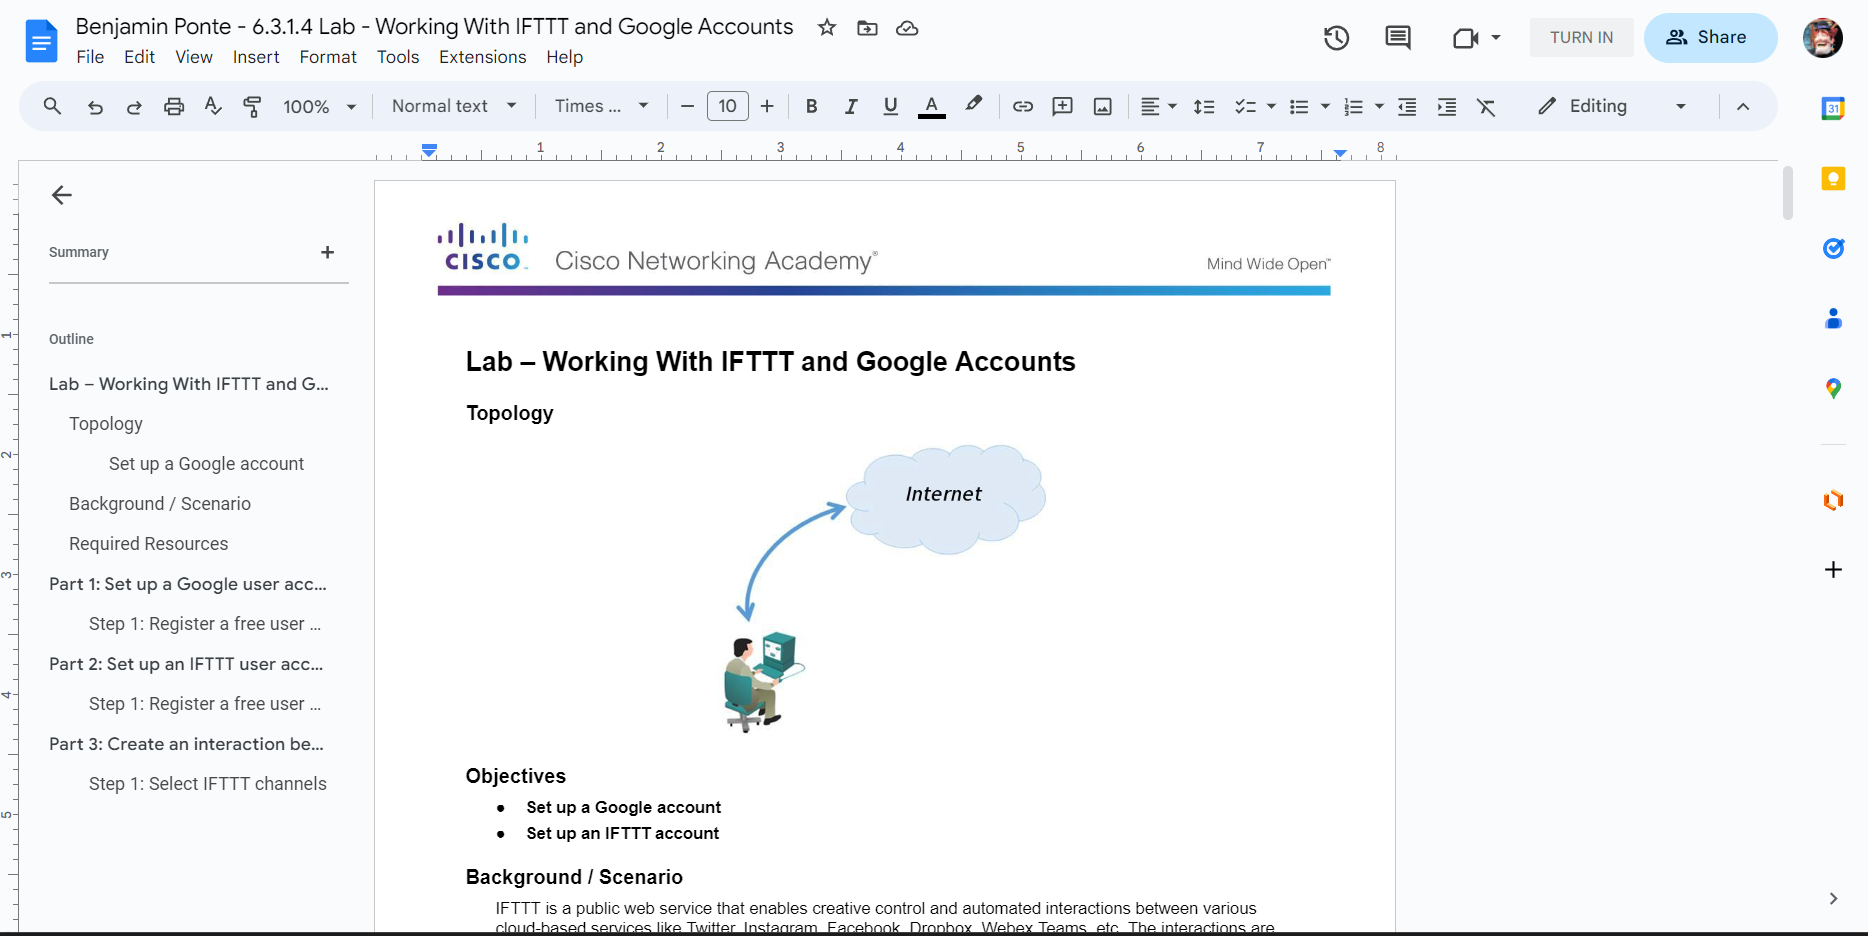 Benjamin Ponte - 6.3.1.4 Lab - Working With IFTTT and Google Accounts
File Edit View Insert Format Tools Extensions Help
TURN IN
Share
100%
Normal text
Times ...
10
B I U A
Editing
31
1 2 3 4 5 6 7 8
1
2
3
4
5
Summary
Outline
Lab – Working With IFTTT and G...
Topology
Set up a Google account
Background / Scenario
Required Resources
Part 1: Set up a Google user acc...
Step 1: Register a free user ...
Part 2: Set up an IFTTT user acc...
Step 1: Register a free user ...
Part 3: Create an interaction be...
Step 1: Select IFTTT channels
CISCO™ Cisco Networking Academy® Mind Wide Open™
Lab – Working With IFTTT and Google Accounts
Topology
Internet
Objectives
● Set up a Google account
● Set up an IFTTT account
Background / Scenario
IFTTT is a public web service that enables creative control and automated interactions between various
cloud-based services like Twitter, Instagram, Facebook, Dropbox, Webex Teams, etc. The interactions are